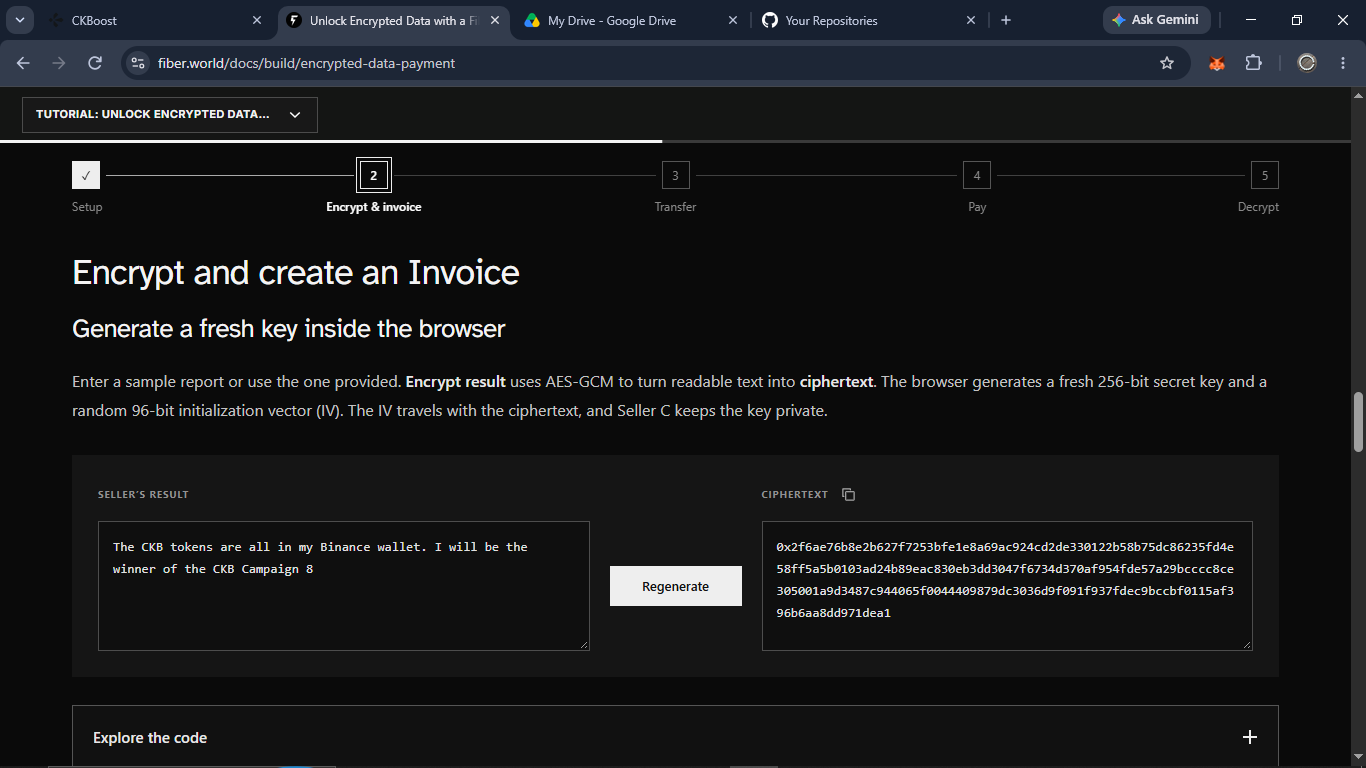 CKBoost
Unlock Encrypted Data with a Fi
My Drive - Google Drive
Your Repositories
Ask Gemini
fiber.world/docs/build/encrypted-data-payment
TUTORIAL: UNLOCK ENCRYPTED DATA...
✓
2
3
4
5
Setup
Encrypt & invoice
Transfer
Pay
Decrypt
Encrypt and create an Invoice
Generate a fresh key inside the browser
Enter a sample report or use the one provided. Encrypt result uses AES-GCM to turn readable text into ciphertext. The browser generates a fresh 256-bit secret key and a
random 96-bit initialization vector (IV). The IV travels with the ciphertext, and Seller C keeps the key private.
SELLER'S RESULT
The CKB tokens are all in my Binance wallet. I will be the
winner of the CKB Campaign 8
Regenerate
CIPHERTEXT
0x2f6ae76b8e2b627f7253bfe1e8a69ac924cd2de330122b58b75dc86235fd4e
58ff5a5b0103ad24b89eac830eb3dd3047f6734d370af954fde57a29bcccc8ce
305001a9d3487c944065f0044409879dc3036d9f091f937fdec9bccbf0115af3
96b6aa8dd971dea1
Explore the code